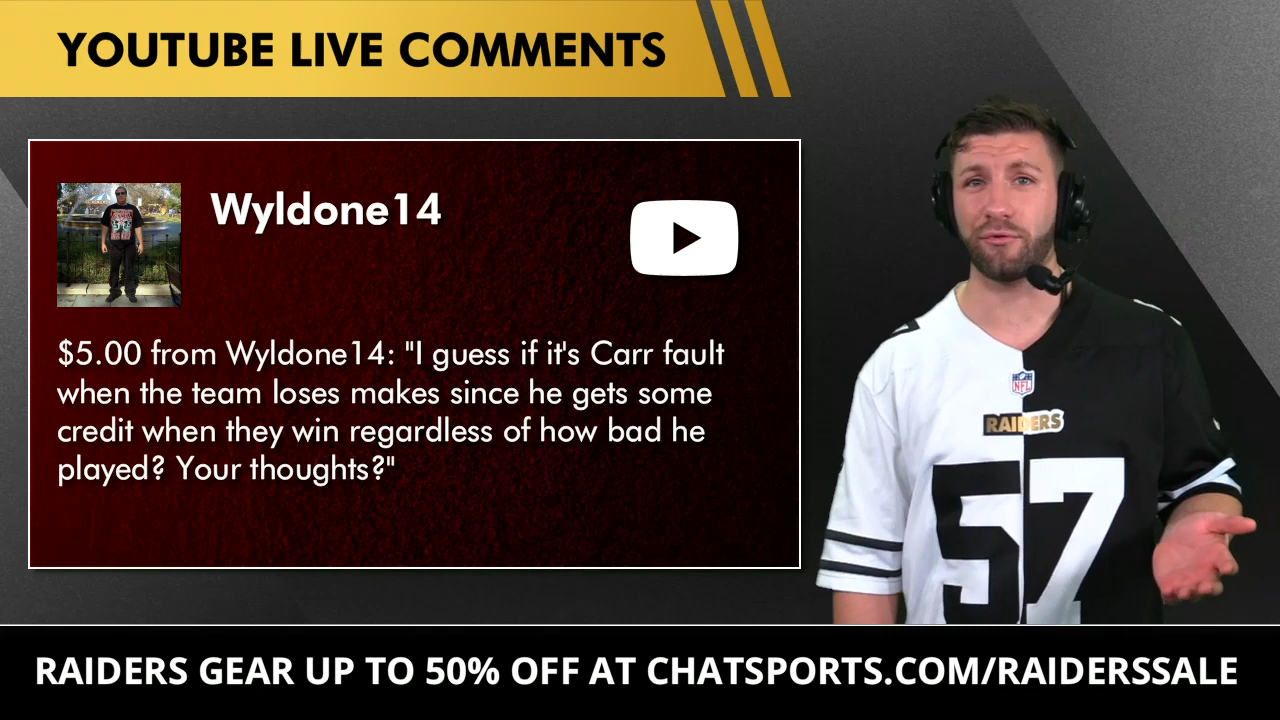 YOUTUBE LIVE COMMENTS
Wyldone14
$5.00 from Wyldone14: "I guess if it's Carr fault
when the team loses makes since he gets some
credit when they win regardless of how bad he
played? Your thoughts?"
NFL
RAIDERS
57
RAIDERS GEAR UP TO 50% OFF AT CHATSPORTS.COM/RAIDERSSALE